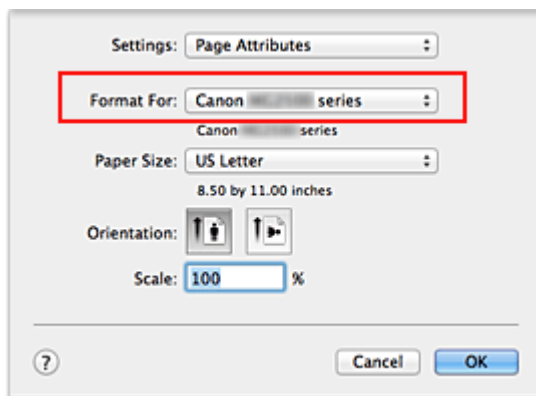 Settings: Page Attributes
Format For: Canon series
Canon series
Paper Size: US Letter
8.50 by 11.00 inches
Orientation:
Scale: 100 %
? Cancel OK